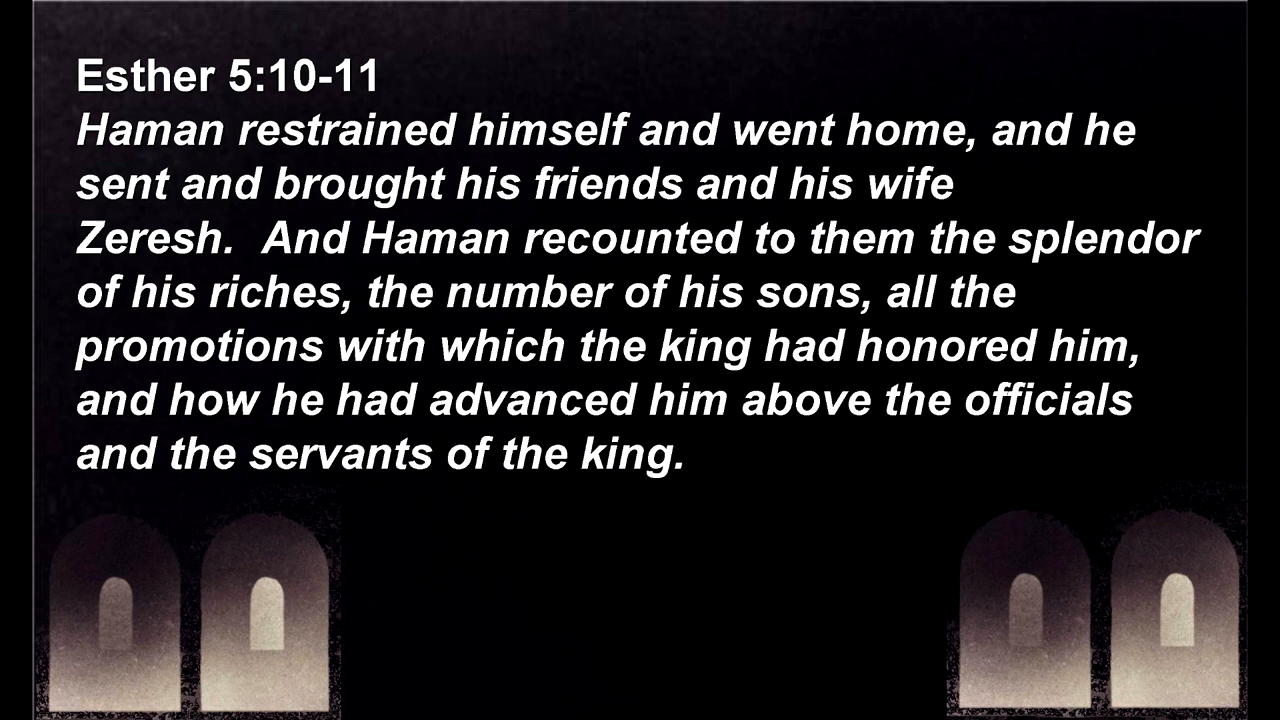 Esther 5:10-11
Haman restrained himself and went home, and he
sent and brought his friends and his wife
Zeresh.  And Haman recounted to them the splendor
of his riches, the number of his sons, all the
promotions with which the king had honored him,
and how he had advanced him above the officials
and the servants of the king.